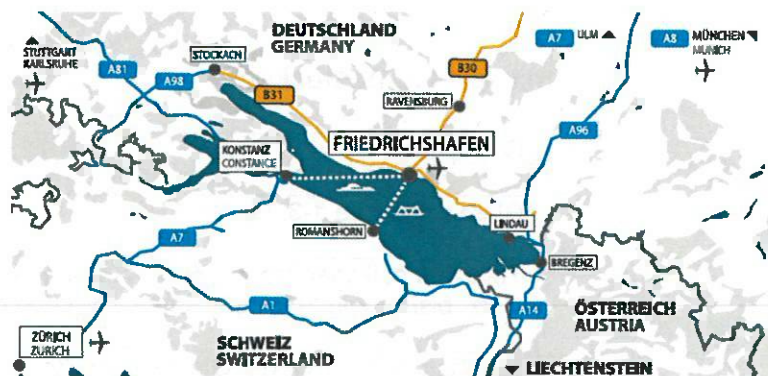 DEUTSCHLAND
GERMANY
STUTTGART
KARLSRUHE
A81
A98
STOCKACH
B31
B30
A7
ULM
A8
MÜNCHEN
MUNICH
RAVENSBURG
A96
KONSTANZ
CONSTANCE
FRIEDRICHSHAFEN
ROMANSHORN
LINDAU
BREGENZ
A7
A1
A14
ÖSTERREICH
AUSTRIA
ZÜRICH
ZURICH
SCHWEIZ
SWITZERLAND
LIECHTENSTEIN